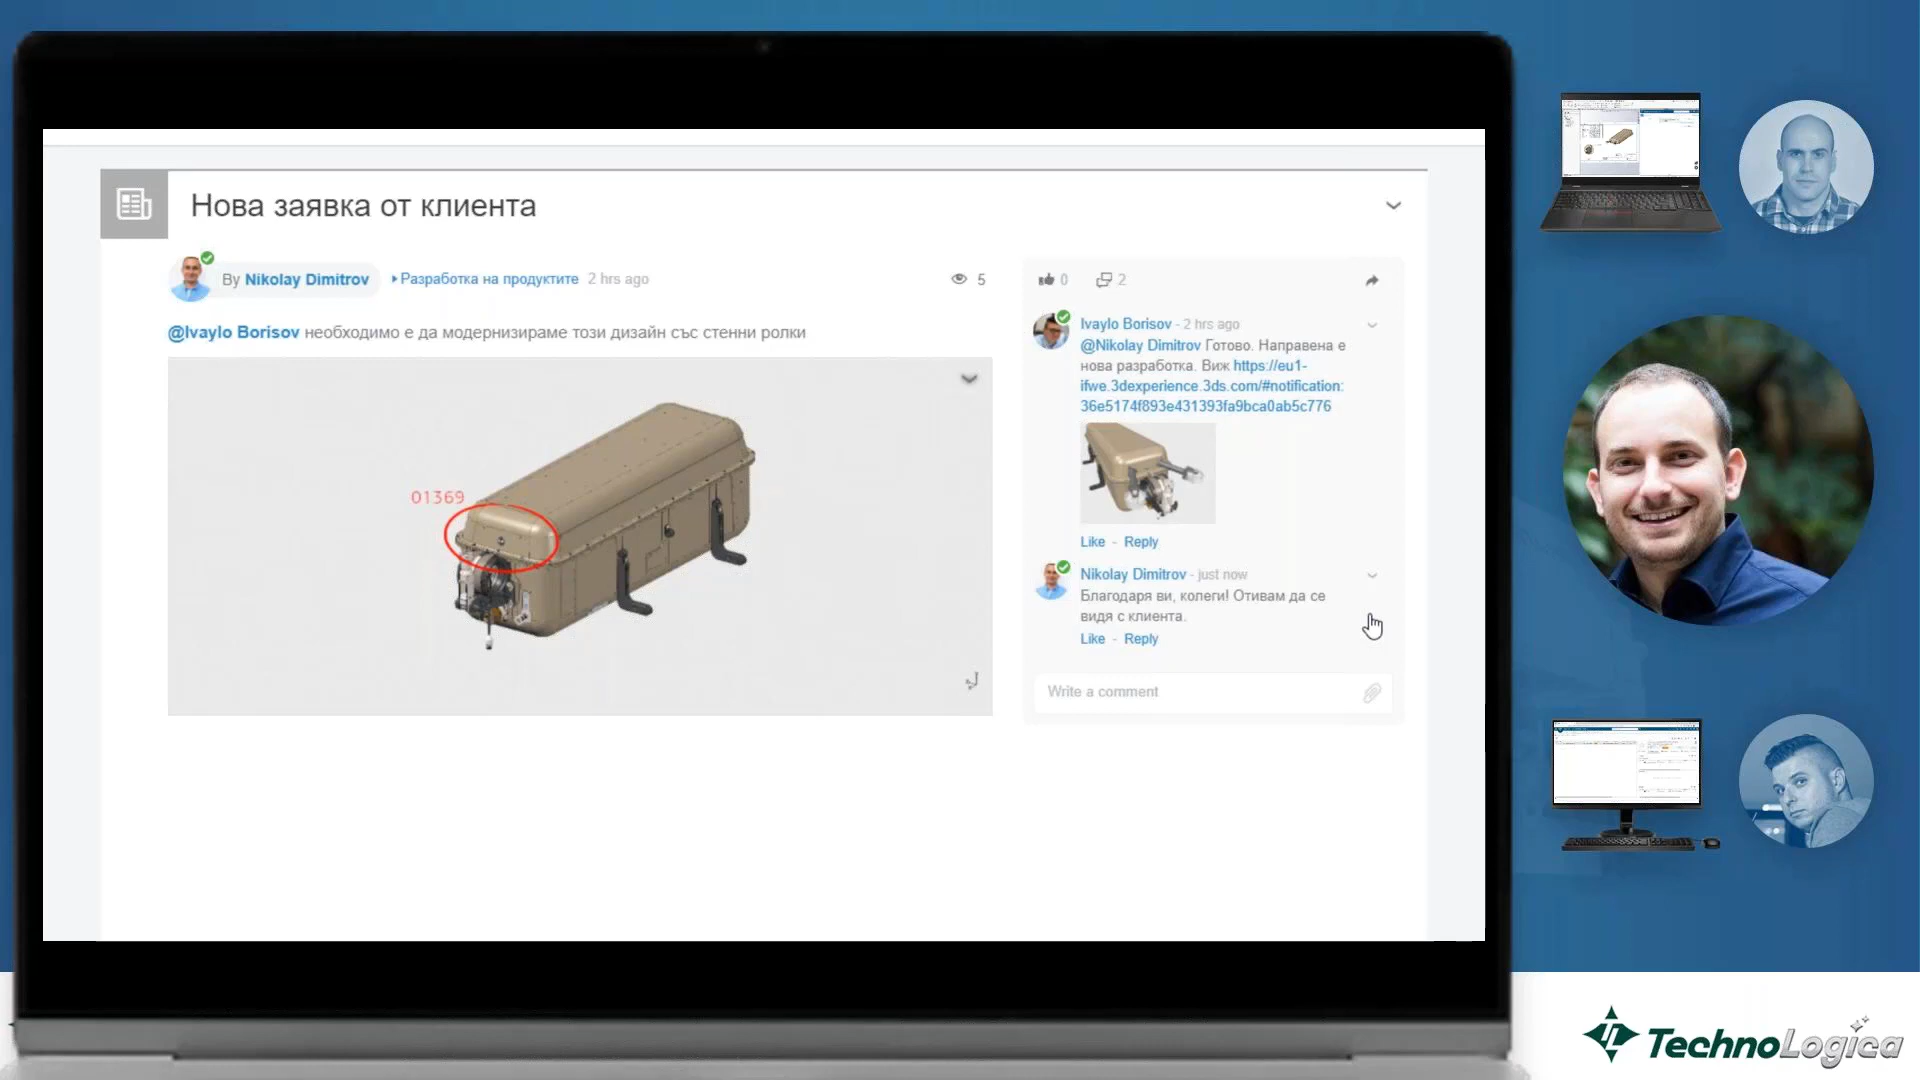 Нова заявка от клиента
By Nikolay Dimitrov Разработка на продуктите 2 hrs ago 5
@Ivaylo Borisov необходимо е да модернизираме този дизайн със стенни ролки
01369
0 2
Ivaylo Borisov - 2 hrs ago
@Nikolay Dimitrov Готово. Направена е
нова разработка. Виж https://eu1-
ifwe.3dexperience.3ds.com/#notification:
36e5174f893e431393fa9bca0ab5c776
Like - Reply
Nikolay Dimitrov - just now
Благодаря ви, колеги! Отивам да се
видя с клиента.
Like - Reply
Write a comment
TechnoLogica